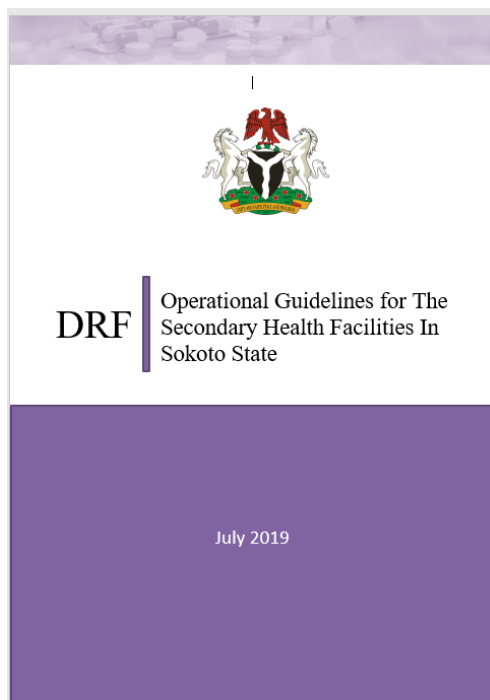 DRF
Operational Guidelines for The
Secondary Health Facilities In
Sokoto State
July 2019